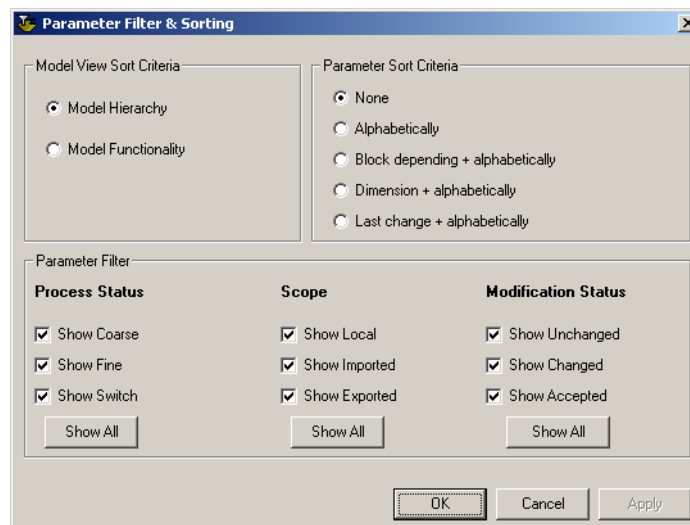 Parameter Filter & Sorting
Model View Sort Criteria
Model Hierarchy
Model Functionality
Parameter Sort Criteria
None
Alphabetically
Block depending + alphabetically
Dimension + alphabetically
Last change + alphabetically
Parameter Filter
Process Status
Show Coarse
Show Fine
Show Switch
Show All
Scope
Show Local
Show Imported
Show Exported
Show All
Modification Status
Show Unchanged
Show Changed
Show Accepted
Show All
OK
Cancel
Apply